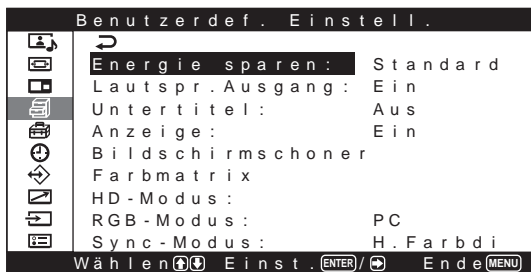 Benutzerdef. Einstell.
Energie sparen: Standard
Lautspr.Ausgang: Ein
Untertitel: Aus
Anzeige: Ein
Bildschirmschoner
Farbmatrix
HD-Modus:
RGB-Modus: PC
Sync-Modus: H.Farbdi
Wählen Einst. ENTER / Ende MENU